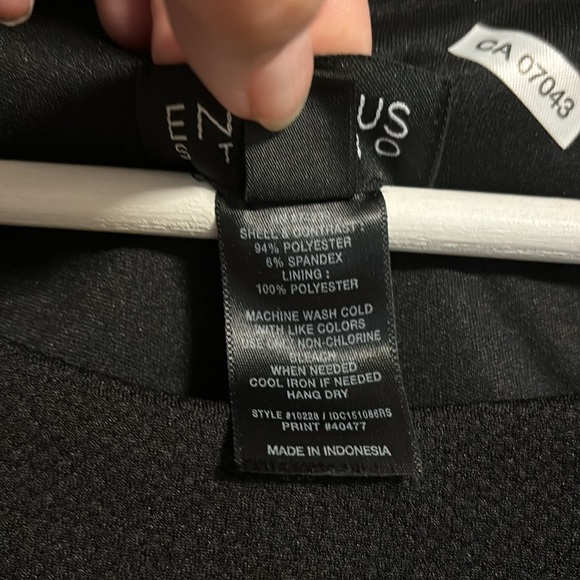 CA 07043
US
0
SHELL & CONTRAST :
94% POLYESTER
6% SPANDEX
LINING :
100% POLYESTER
MACHINE WASH COLD
WITH LIKE COLORS
USE ONLY NON-CHLORINE
BLEACH
WHEN NEEDED
COOL IRON IF NEEDED
HANG DRY
STYLE #10228 / IDC151086RS
PRINT #40477
MADE IN INDONESIA